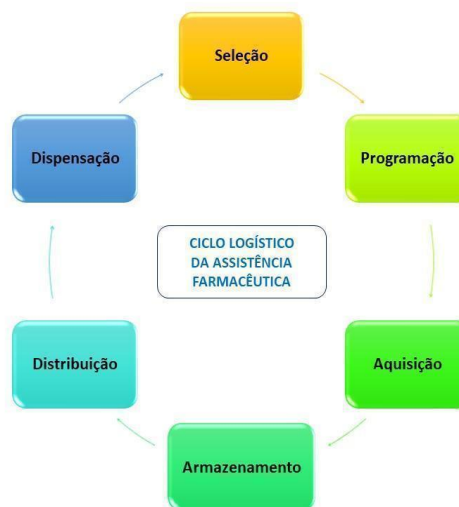 Seleção
Programação
Aquisição
Armazenamento
Distribuição
Dispensação
CICLO LOGÍSTICO
DA ASSISTÊNCIA
FARMACÊUTICA